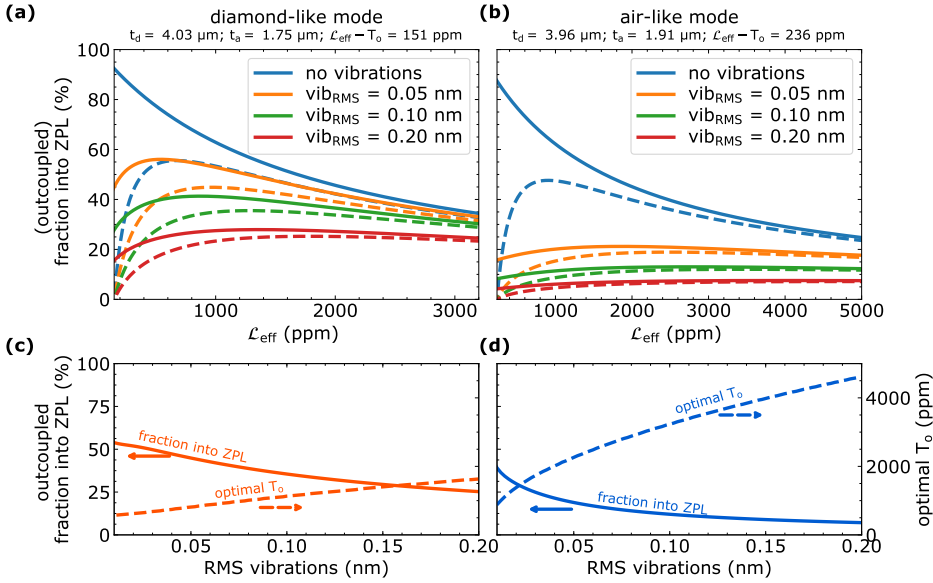 (a)
diamond-like mode
t_d = 4.03 μm; t_a = 1.75 μm; ℒ_eff − T_o = 151 ppm
(b)
air-like mode
t_d = 3.96 μm; t_a = 1.91 μm; ℒ_eff − T_o = 236 ppm
(outcoupled)
fraction into ZPL (%)
100
80
60
40
20
0
no vibrations
vib_RMS = 0.05 nm
vib_RMS = 0.10 nm
vib_RMS = 0.20 nm
1000
2000
3000
ℒ_eff (ppm)
no vibrations
vib_RMS = 0.05 nm
vib_RMS = 0.10 nm
vib_RMS = 0.20 nm
1000
2000
3000
4000
5000
ℒ_eff (ppm)
(c)
outcoupled
fraction into ZPL (%)
100
75
50
25
0
fraction into ZPL
optimal T_o
0.05
0.10
0.15
0.20
RMS vibrations (nm)
(d)
optimal T_o
fraction into ZPL
0.05
0.10
0.15
0.20
RMS vibrations (nm)
4000
2000
0
optimal T_o (ppm)